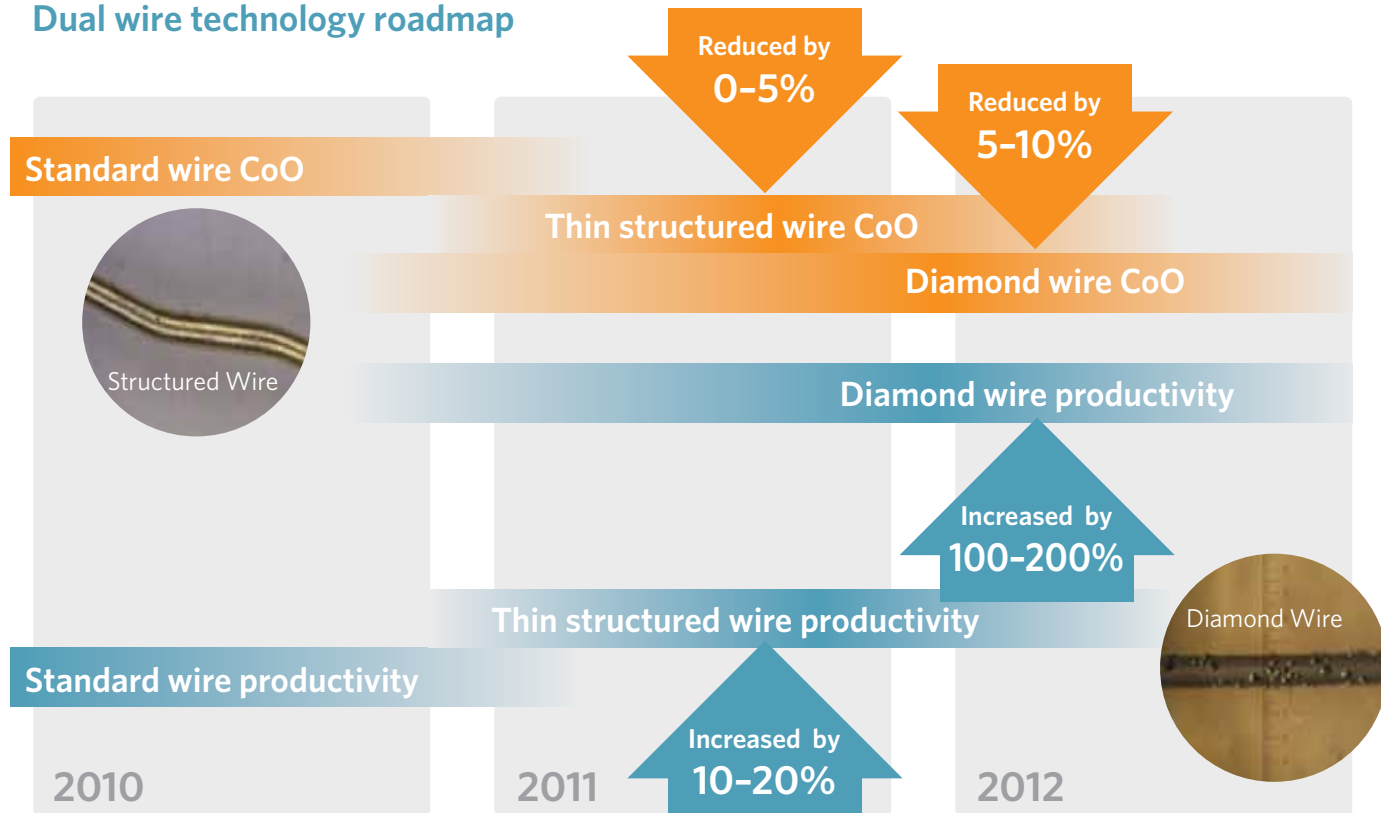 Dual wire technology roadmap
Reduced by
0–5%
Reduced by
5–10%
Standard wire CoO
Thin structured wire CoO
Diamond wire CoO
Structured Wire
Diamond wire productivity
Increased by
100–200%
Thin structured wire productivity
Diamond Wire
Standard wire productivity
Increased by
10–20%
2010
2011
2012